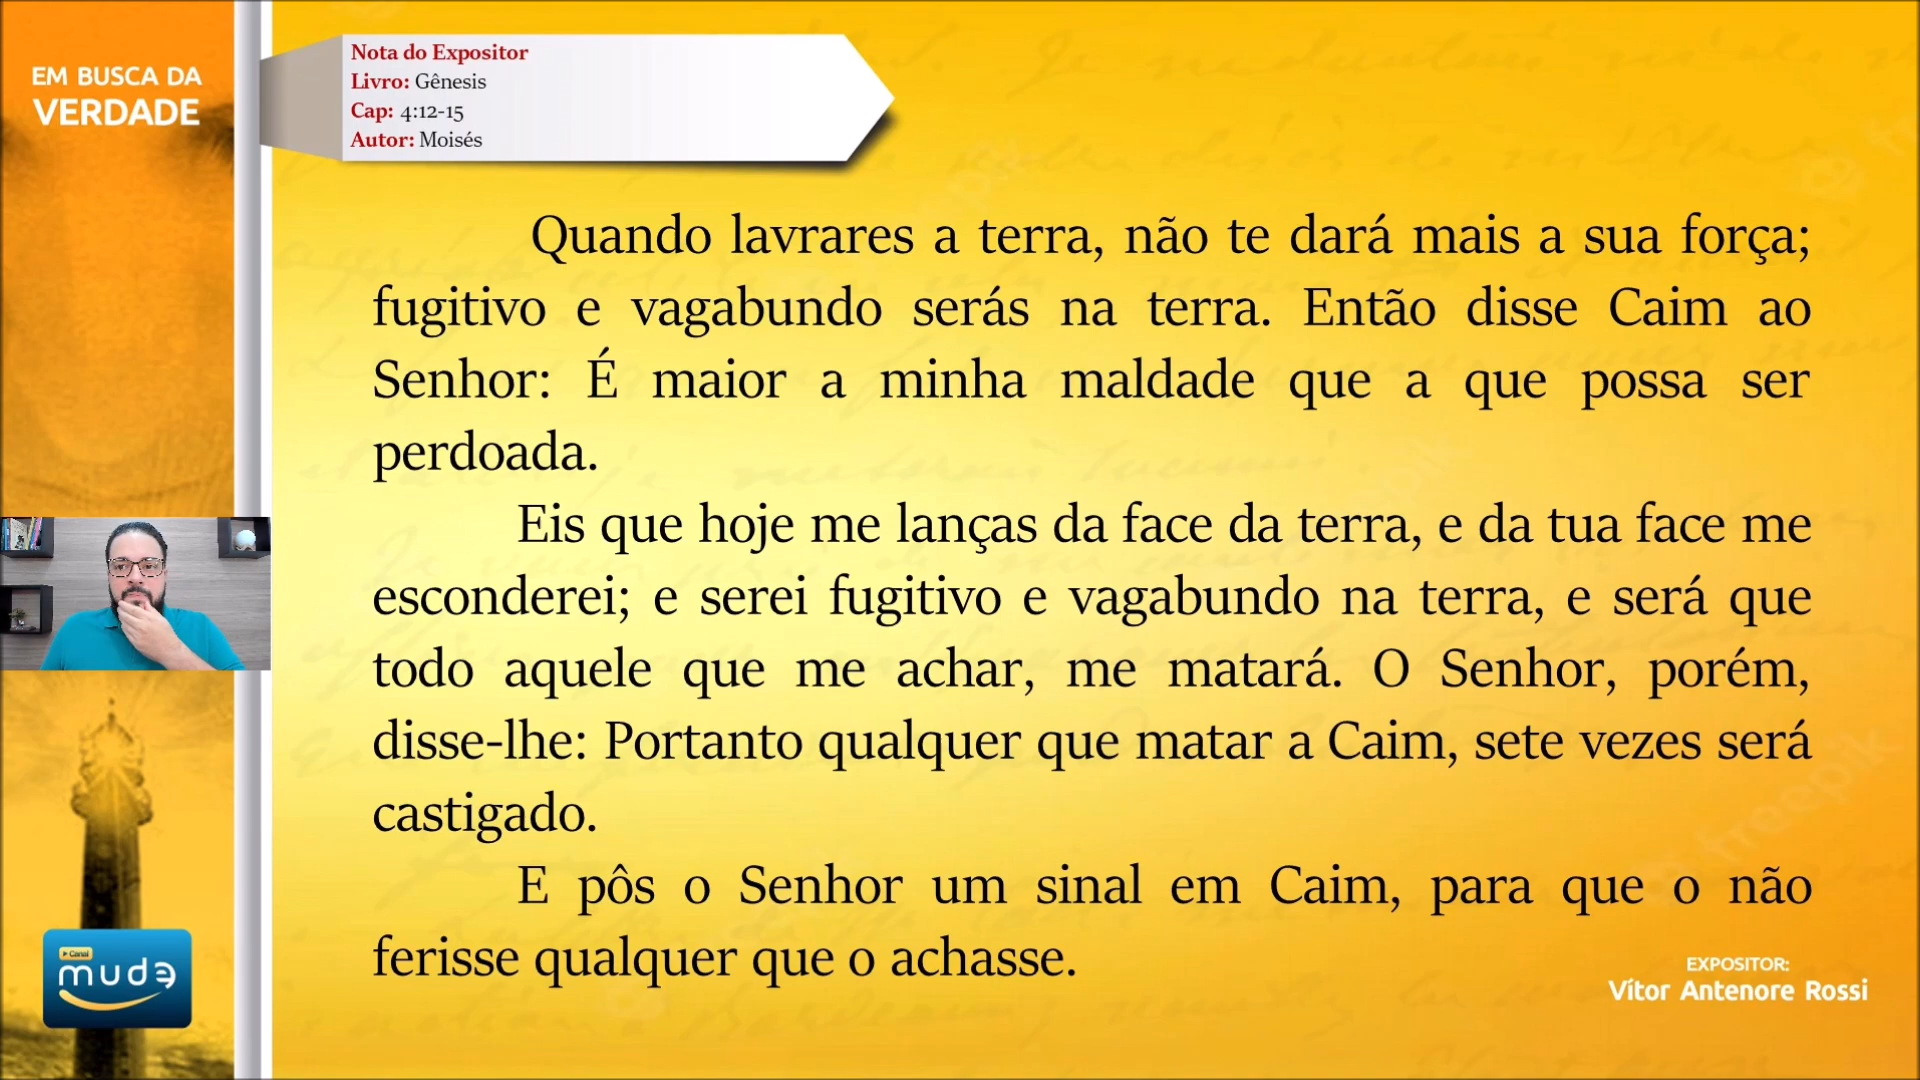 EM BUSCA DA
VERDADE
Nota do Expositor
Livro: Gênesis
Cap: 4:12-15
Autor: Moisés
Quando lavrares a terra, não te dará mais a sua força;
fugitivo e vagabundo serás na terra. Então disse Caim ao
Senhor: É maior a minha maldade que a que possa ser
perdoada.
Eis que hoje me lanças da face da terra, e da tua face me
esconderei; e serei fugitivo e vagabundo na terra, e será que
todo aquele que me achar, me matará. O Senhor, porém,
disse-lhe: Portanto qualquer que matar a Caim, sete vezes será
castigado.
E pôs o Senhor um sinal em Caim, para que o não
ferisse qualquer que o achasse.
Canal
mude
EXPOSITOR:
Vítor Antenore Rossi
freepik